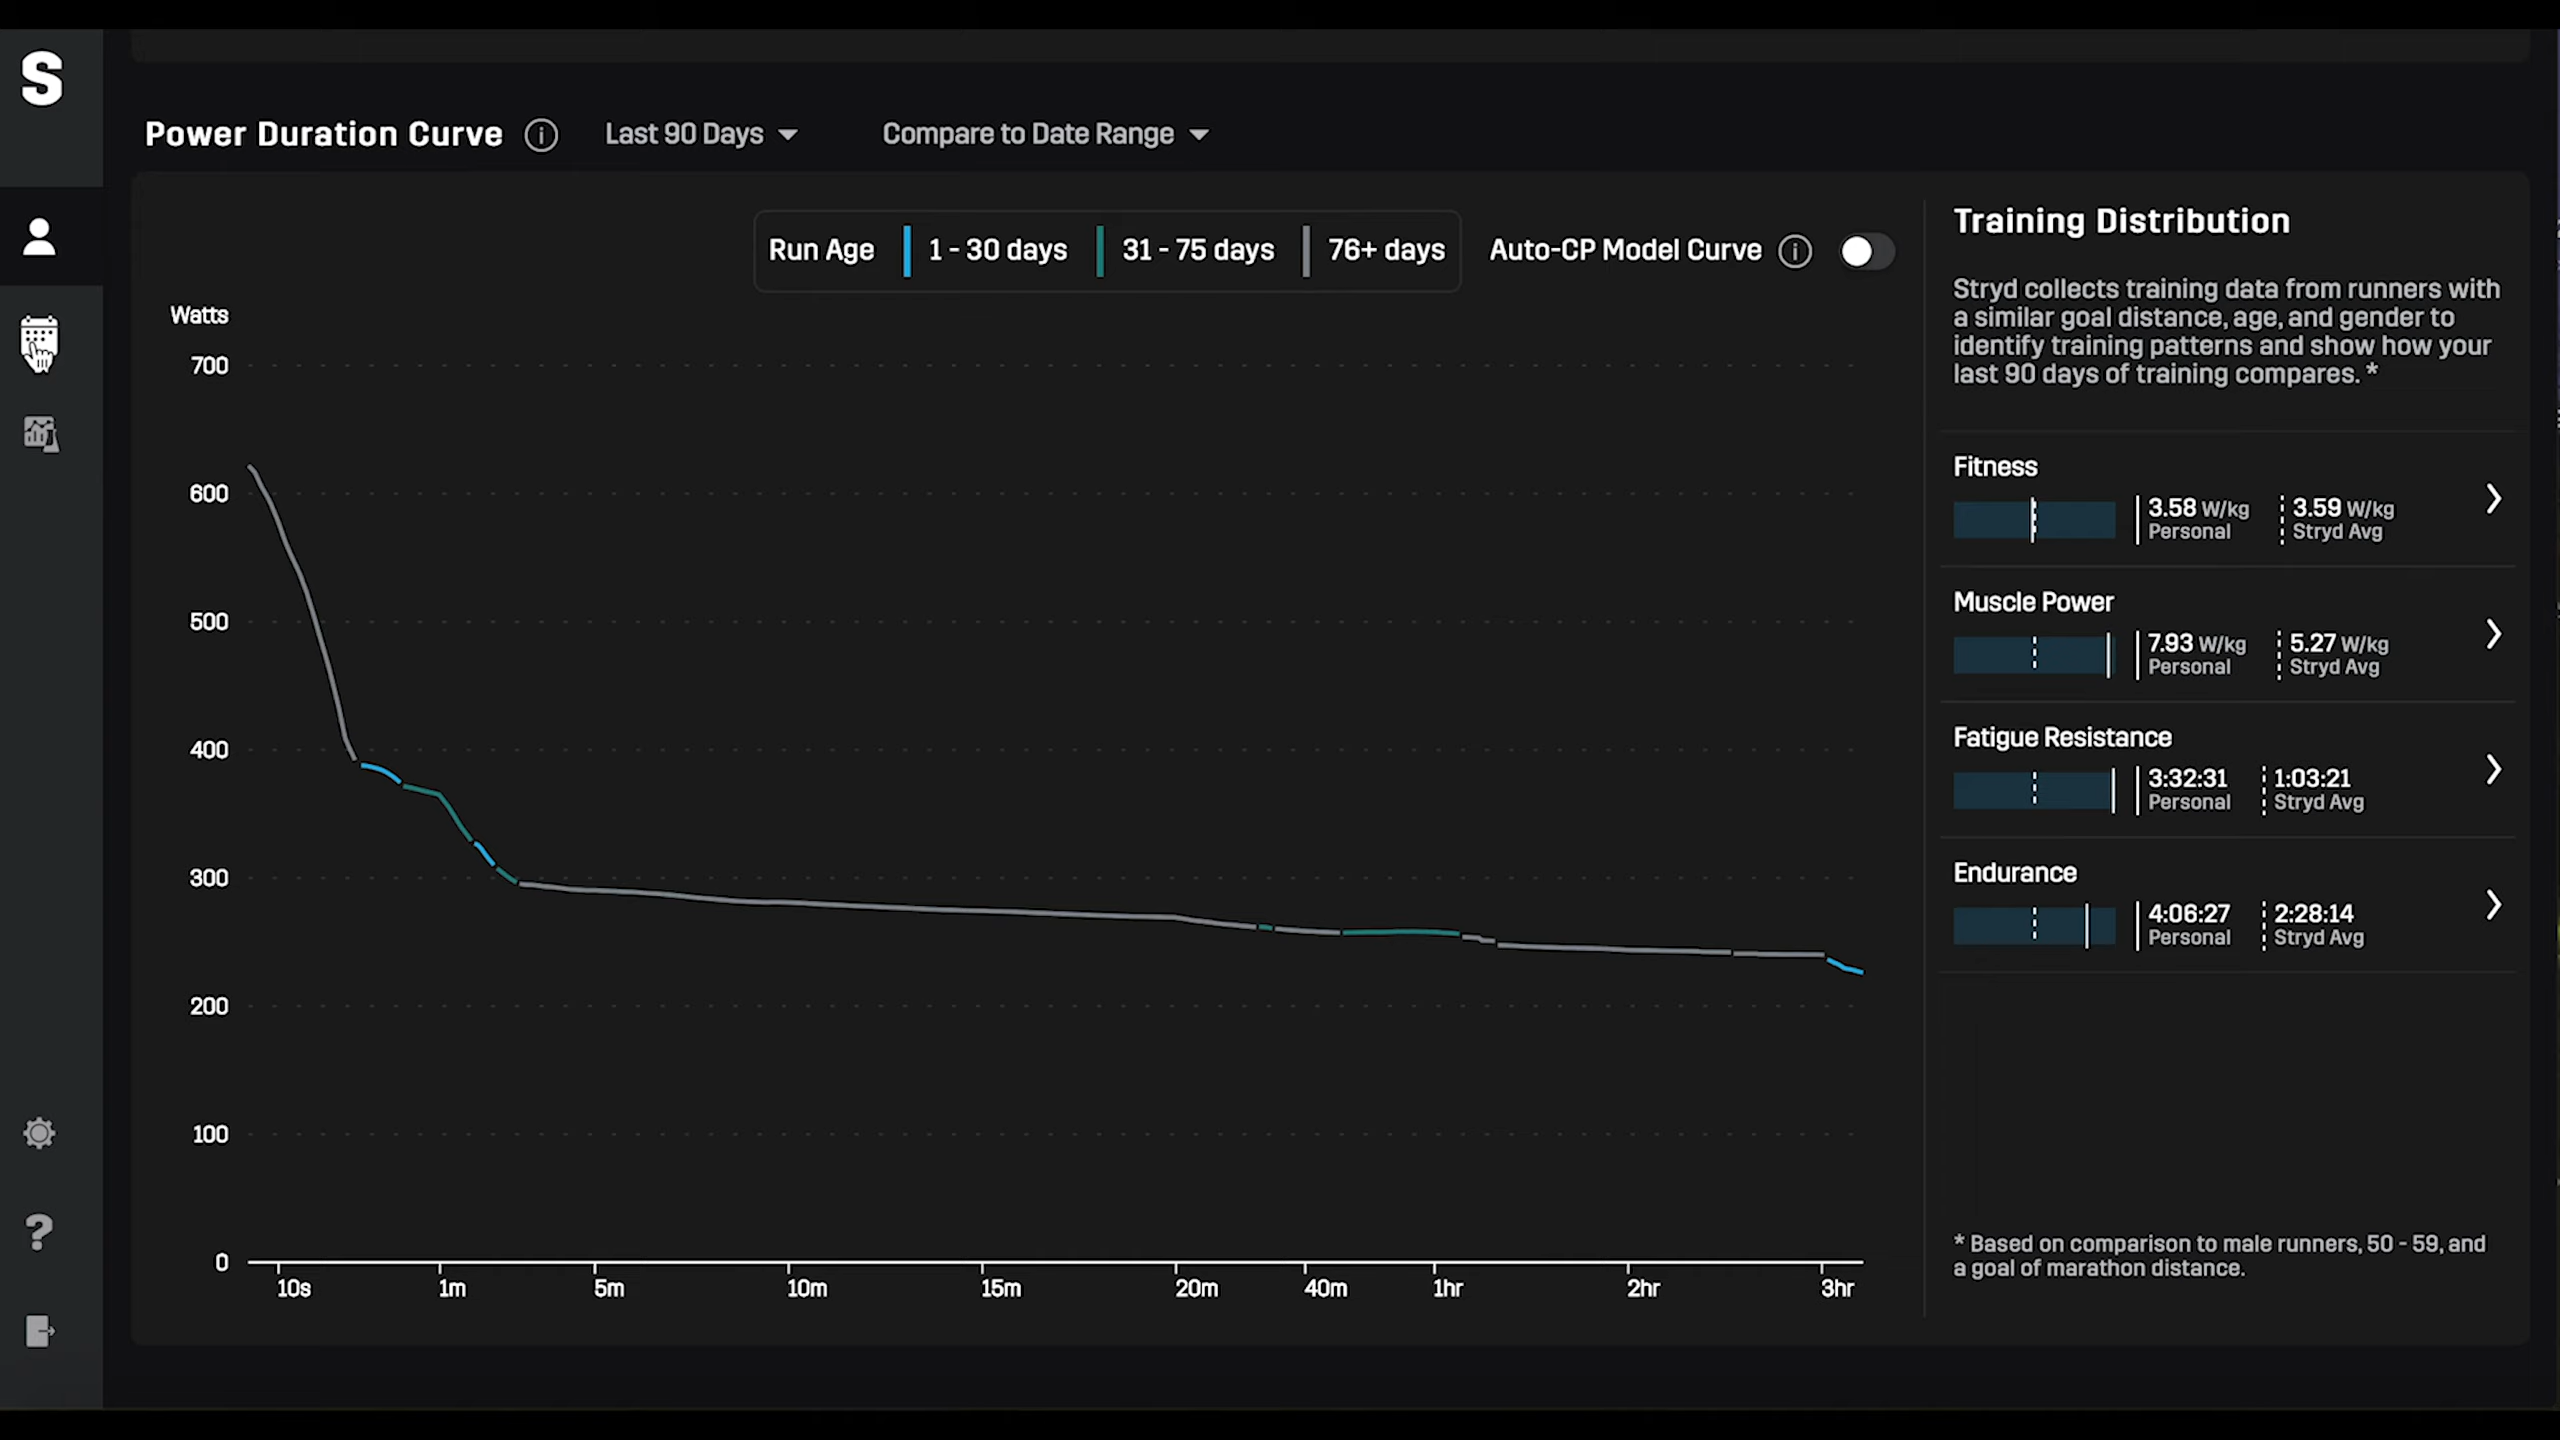 S
Power Duration Curve
Last 90 Days
Compare to Date Range
Run Age
1 - 30 days
31 - 75 days
76+ days
Auto-CP Model Curve
Watts
700
600
500
400
300
200
100
0
10s
1m
5m
10m
15m
20m
40m
1hr
2hr
3hr
Training Distribution
Stryd collects training data from runners with
a similar goal distance, age, and gender to
identify training patterns and show how your
last 90 days of training compares. *
Fitness
3.58 W/kg
Personal
3.59 W/kg
Stryd Avg
Muscle Power
7.93 W/kg
Personal
5.27 W/kg
Stryd Avg
Fatigue Resistance
3:32:31
Personal
1:03:21
Stryd Avg
Endurance
4:06:27
Personal
2:28:14
Stryd Avg
* Based on comparison to male runners, 50 - 59, and
a goal of marathon distance.